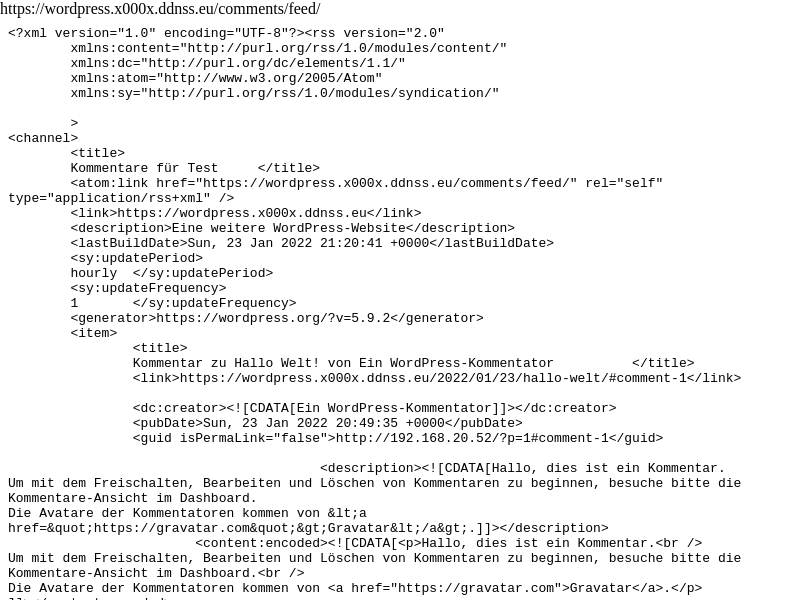 https://wordpress.x000x.ddnss.eu/comments/feed/
<?xml version="1.0" encoding="UTF-8"?><rss version="2.0"
xmlns:content="http://purl.org/rss/1.0/modules/content/"
xmlns:dc="http://purl.org/dc/elements/1.1/"
xmlns:atom="http://www.w3.org/2005/Atom"
xmlns:sy="http://purl.org/rss/1.0/modules/syndication/"
>
<channel>
<title>
Kommentare für Test </title>
<atom:link href="https://wordpress.x000x.ddnss.eu/comments/feed/" rel="self"
type="application/rss+xml" />
<link>https://wordpress.x000x.ddnss.eu</link>
<description>Eine weitere WordPress-Website</description>
<lastBuildDate>Sun, 23 Jan 2022 21:20:41 +0000</lastBuildDate>
<sy:updatePeriod>
hourly </sy:updatePeriod>
<sy:updateFrequency>
1 </sy:updateFrequency>
<generator>https://wordpress.org/?v=5.9.2</generator>
<item>
<title>
Kommentar zu Hallo Welt! von Ein WordPress-Kommentator </title>
<link>https://wordpress.x000x.ddnss.eu/2022/01/23/hallo-welt/#comment-1</link>
<dc:creator><![CDATA[Ein WordPress-Kommentator]]></dc:creator>
<pubDate>Sun, 23 Jan 2022 20:49:35 +0000</pubDate>
<guid isPermaLink="false">http://192.168.20.52/?p=1#comment-1</guid>
<description><![CDATA[Hallo, dies ist ein Kommentar.
Um mit dem Freischalten, Bearbeiten und Löschen von Kommentaren zu beginnen, besuche bitte die
Kommentare-Ansicht im Dashboard.
Die Avatare der Kommentatoren kommen von &lt;a
href=&quot;https://gravatar.com&quot;&gt;Gravatar&lt;/a&gt;.]]></description>
<content:encoded><![CDATA[<p>Hallo, dies ist ein Kommentar.<br />
Um mit dem Freischalten, Bearbeiten und Löschen von Kommentaren zu beginnen, besuche bitte die
Kommentare-Ansicht im Dashboard.<br />
Die Avatare der Kommentatoren kommen von <a href="https://gravatar.com">Gravatar</a>.</p>